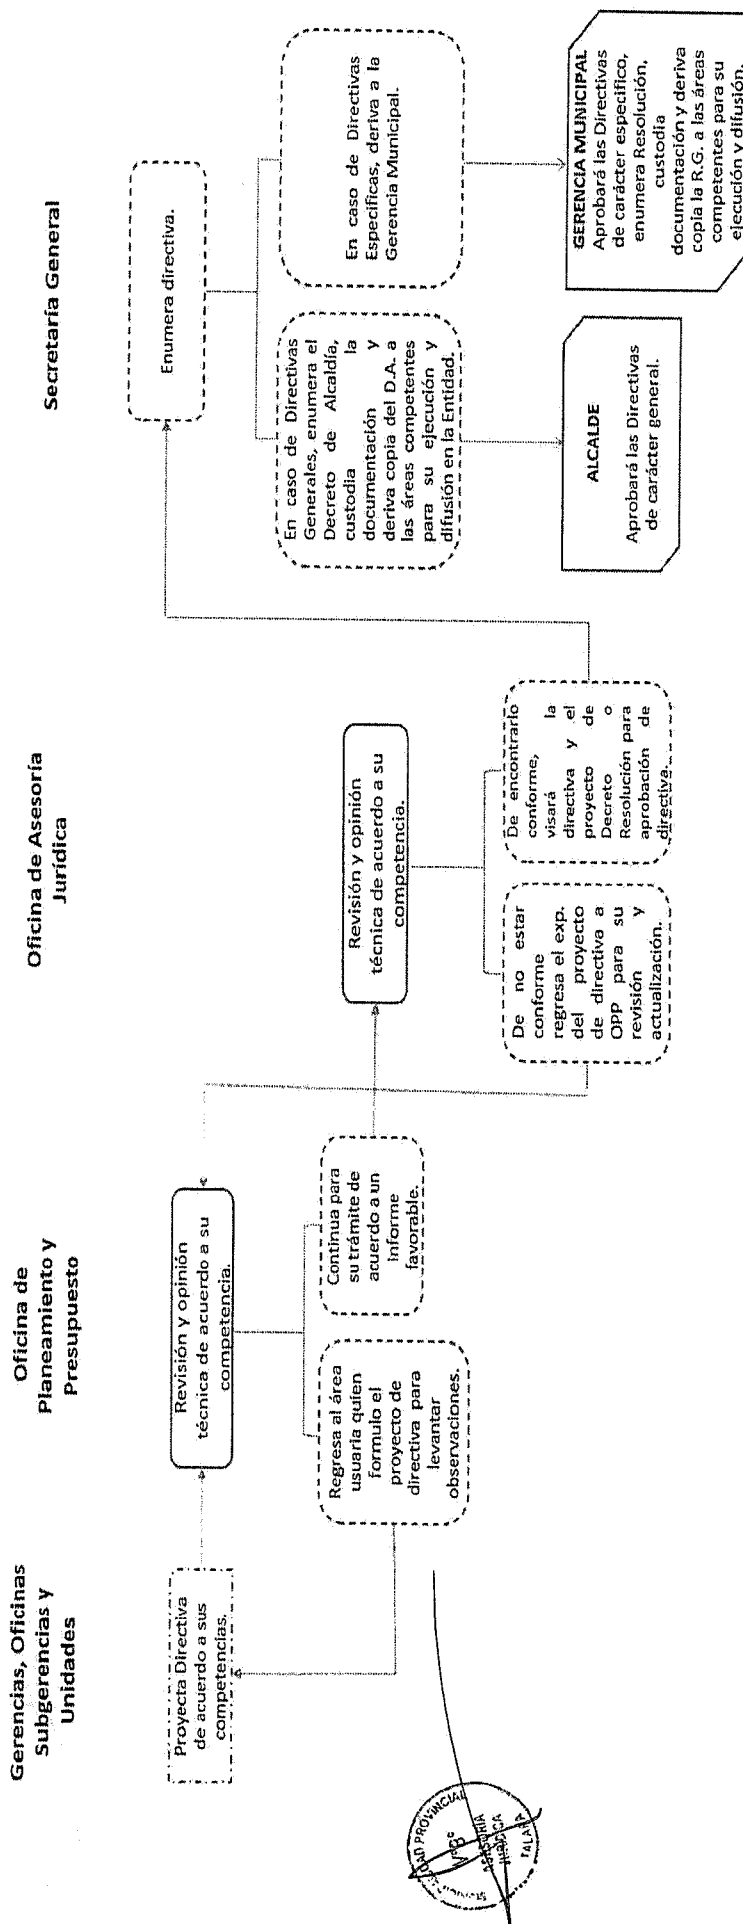 Gerencias, Oficinas
Subgerencias y
Unidades
Proyecta Directiva
de acuerdo a sus
competencias.
Oficina de
Planeamiento y
Presupuesto
Revisión y opinión
técnica de acuerdo a su
competencia.
Regresa al área
usuaria quien
formulo el
proyecto de
directiva para
levantar
observaciones.
Continua para
su trámite de
acuerdo a un
informe
favorable.
Oficina de Asesoría
Jurídica
Revisión y opinión
técnica de acuerdo a su
competencia.
De no estar
conforme
regresa el exp.
del proyecto
de directiva a
OPP para su
revisión y
actualización.
De encontrarlo
conforme,
visará la
directiva y el
proyecto de
Decreto o
Resolución para
aprobación de
directiva.
Secretaría General
Enumera directiva.
En caso de Directivas
Generales, enumera el
Decreto de Alcaldía,
custodia la
documentación y
deriva copia del D.A. a
las áreas competentes
para su ejecución y
difusión en la Entidad.
En caso de Directivas
Especificas, deriva a la
Gerencia Municipal.
ALCALDE
Aprobará las Directivas
de carácter general.
GERENCIA MUNICIPAL
Aprobará las Directivas
de carácter especifico,
enumera Resolución,
custodia
documentación y deriva
copia la R.G. a las áreas
competentes para su
ejecución y difusión.
PROVINCIAL
V°B°
ASESORIA
JURIDICA
TALARA